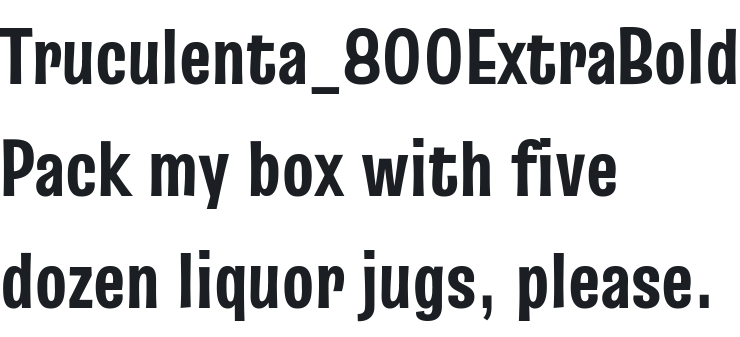 Truculenta_800ExtraBold
Pack my box with five
dozen liquor jugs, please.